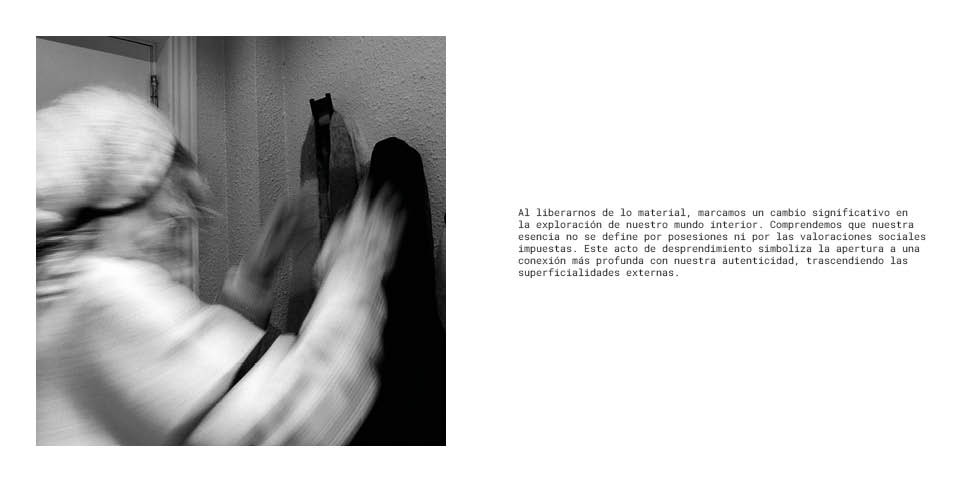 Al liberarnos de lo material, marcamos un cambio significativo en
la exploración de nuestro mundo interior. Comprendemos que nuestra
esencia no se define por posesiones ni por las valoraciones sociales
impuestas. Este acto de desprendimiento simboliza la apertura a una
conexión más profunda con nuestra autenticidad, trascendiendo las
superficialidades externas.